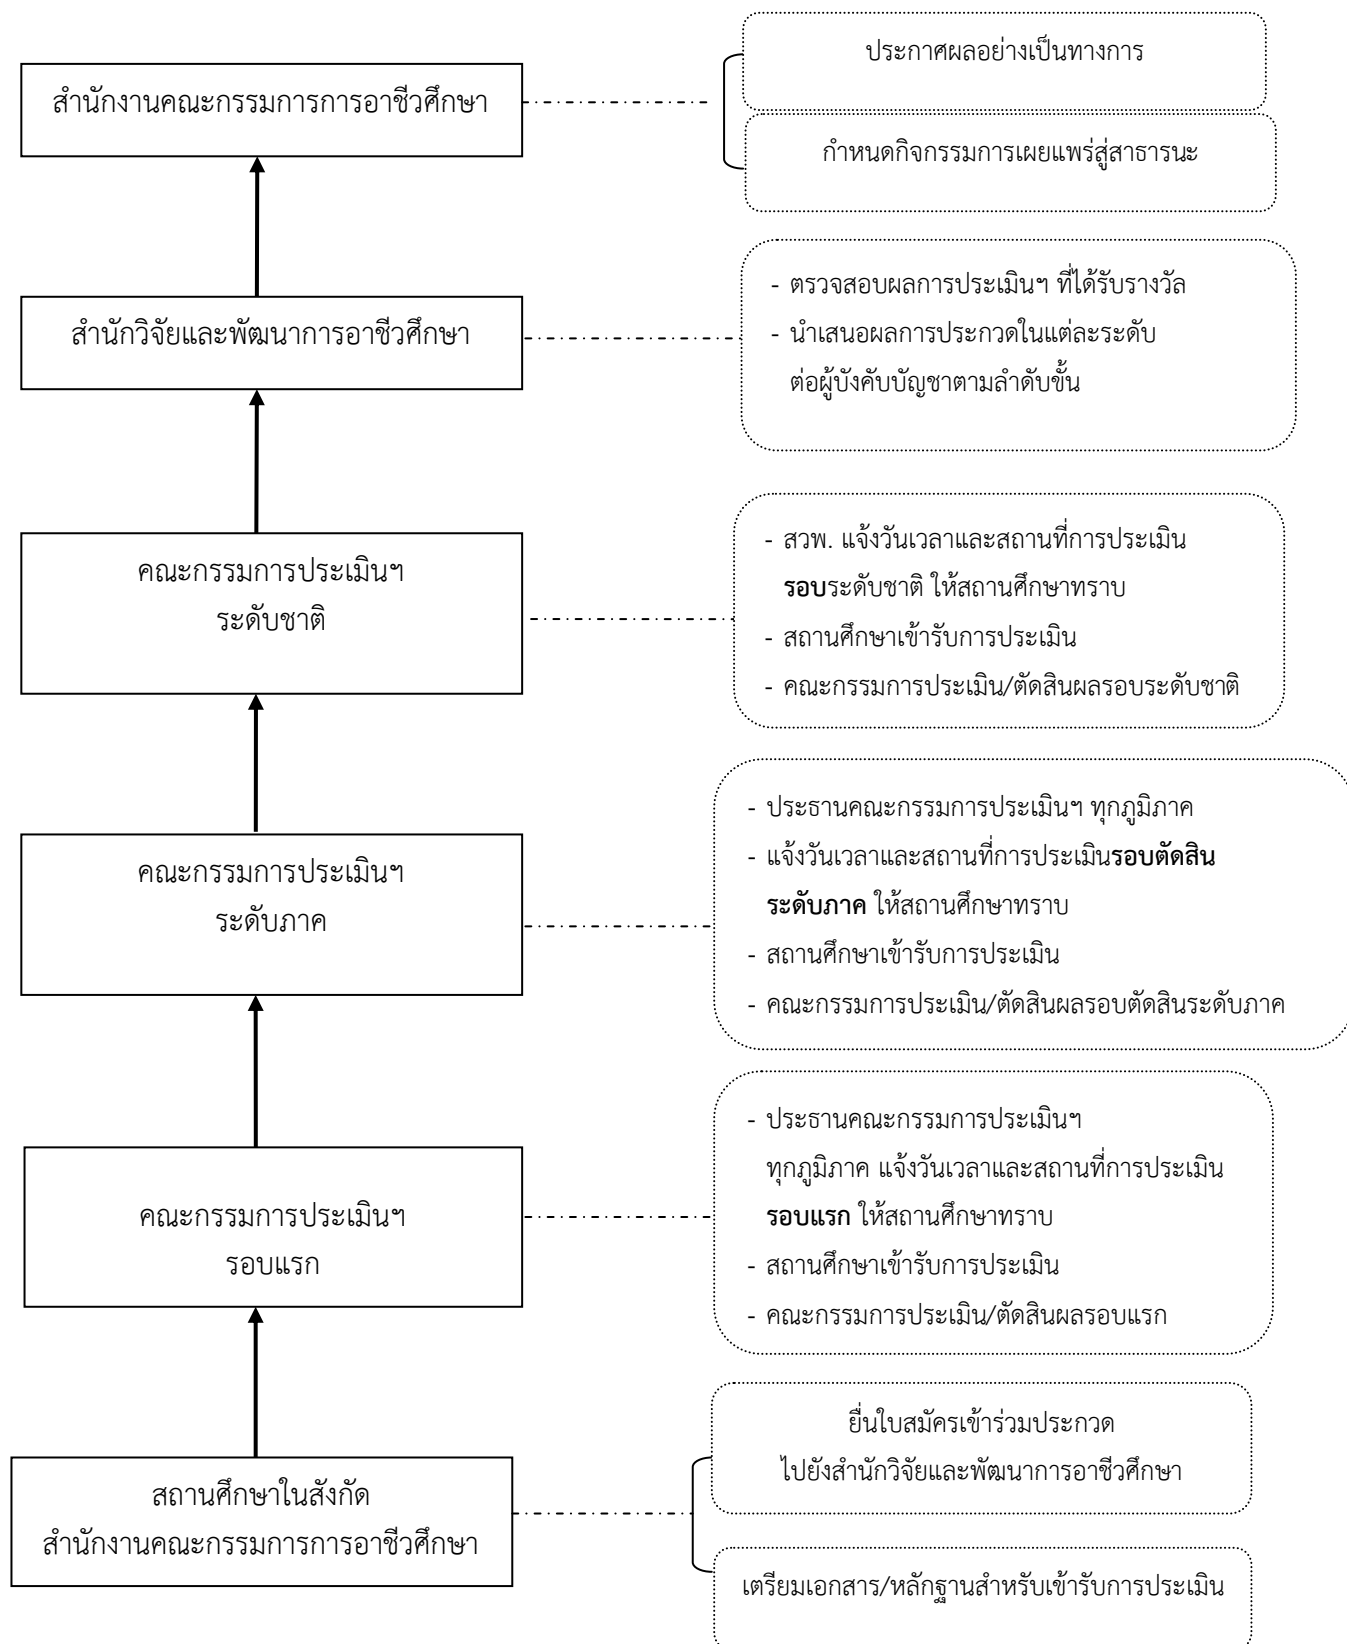 ประกาศผลอย่างเป็นทางการ
สำนักงานคณะกรรมการการอาชีวศึกษา
กำหนดกิจกรรมการเผยแพร่สู่สาธารนะ
สำนักวิจัยและพัฒนาการอาชีวศึกษา
- ตรวจสอบผลการประเมินฯ ที่ได้รับรางวัล
- นำเสนอผลการประกวดในแต่ละระดับ
ต่อผู้บังคับบัญชาตามลำดับขั้น
คณะกรรมการประเมินฯ
ระดับชาติ
- สวพ. แจ้งวันเวลาและสถานที่การประเมิน
รอบระดับชาติ ให้สถานศึกษาทราบ
- สถานศึกษาเข้ารับการประเมิน
- คณะกรรมการประเมิน/ตัดสินผลรอบระดับชาติ
คณะกรรมการประเมินฯ
ระดับภาค
- ประธานคณะกรรมการประเมินฯ ทุกภูมิภาค
- แจ้งวันเวลาและสถานที่การประเมินรอบตัดสิน
ระดับภาค ให้สถานศึกษาทราบ
- สถานศึกษาเข้ารับการประเมิน
- คณะกรรมการประเมิน/ตัดสินผลรอบตัดสินระดับภาค
คณะกรรมการประเมินฯ
รอบแรก
- ประธานคณะกรรมการประเมินฯ
ทุกภูมิภาค แจ้งวันเวลาและสถานที่การประเมิน
รอบแรก ให้สถานศึกษาทราบ
- สถานศึกษาเข้ารับการประเมิน
- คณะกรรมการประเมิน/ตัดสินผลรอบแรก
สถานศึกษาในสังกัด
สำนักงานคณะกรรมการการอาชีวศึกษา
ยื่นใบสมัครเข้าร่วมประกวด
ไปยังสำนักวิจัยและพัฒนาการอาชีวศึกษา
เตรียมเอกสาร/หลักฐานสำหรับเข้ารับการประเมิน